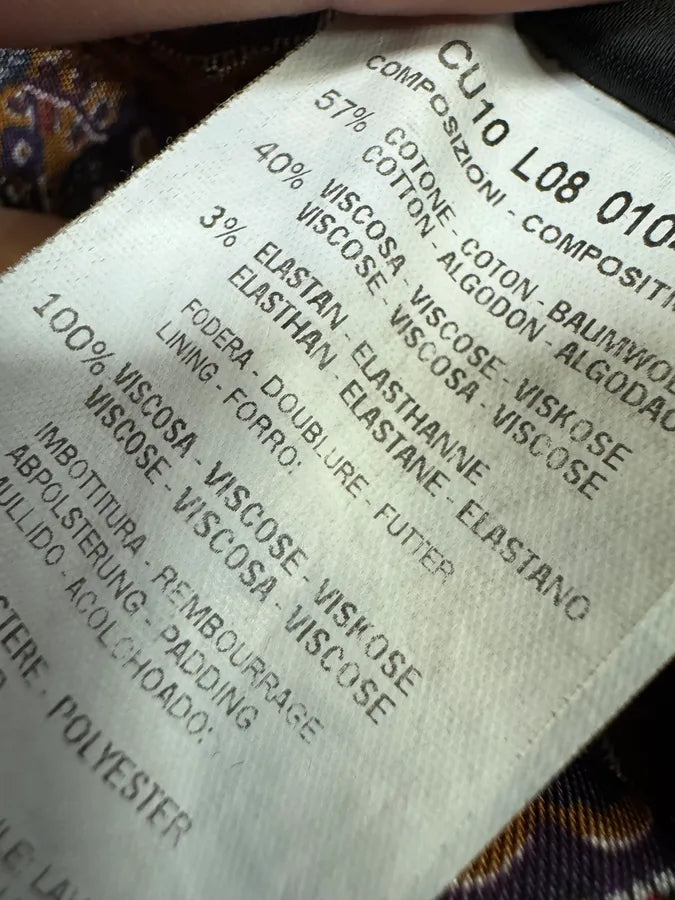 CU10 L08 010
COMPOSIZIONI - COMPOSITI
57% COTONE - COTON - BAUMWOL
COTTON - ALGODON - ALGODAO
40% VISCOSA - VISCOSE - VISKOSE
VISCOSE - VISCOSA - VISCOSE
3% ELASTAN - ELASTHANNE
ELASTHAN - ELASTANE - ELASTANO
FODERA - DOUBLURE - FUTTER
LINING - FORRO:
100% VISCOSA - VISCOSE - VISKOSE
VISCOSE - VISCOSA - VISCOSE
IMBOTTITURA - REMBOURRAGE
ABPOLSTERUNG - PADDING
MULLIDO - ACOLCHOADO:
STERE - POLYESTER